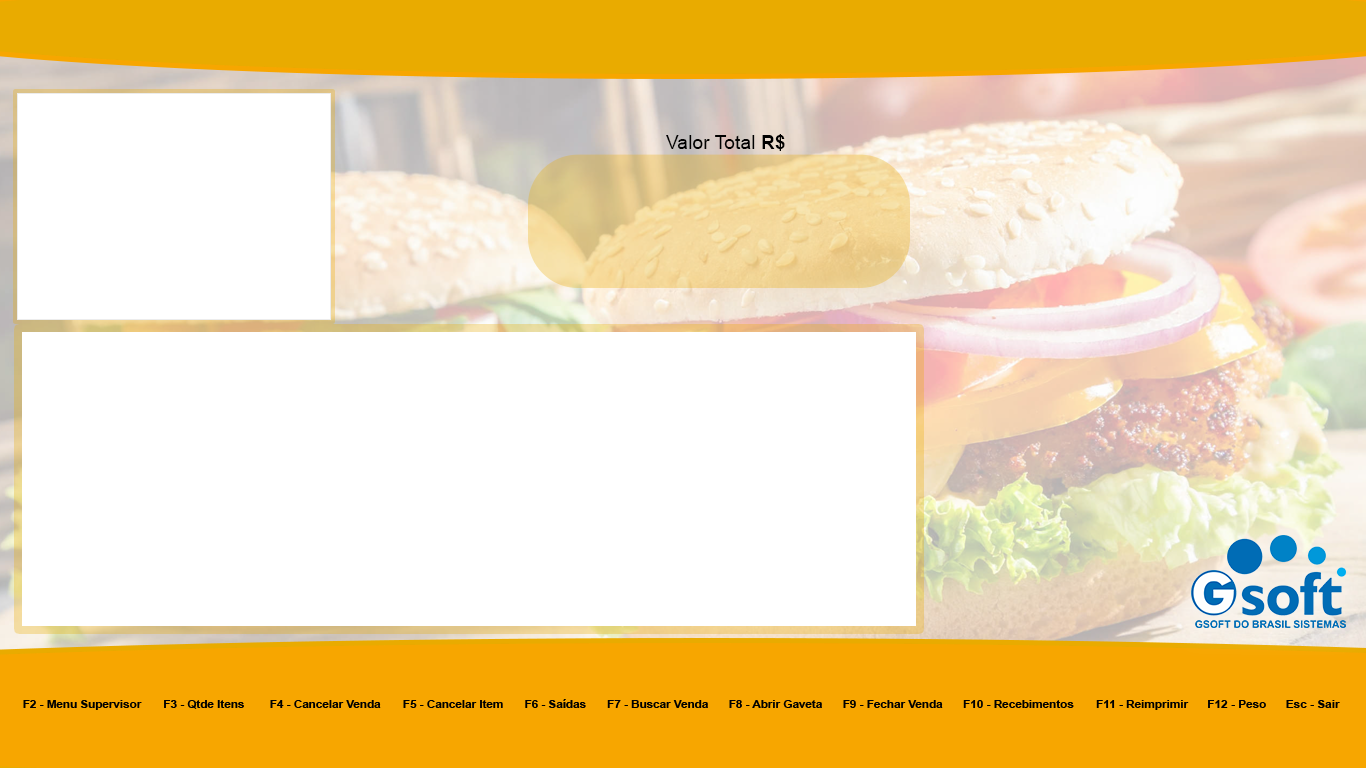 Valor Total R$
Gsoft
GSOFT DO BRASIL SISTEMAS
F2 - Menu Supervisor F3 - Qtde Itens F4 - Cancelar Venda F5 - Cancelar Item F6 - Saídas F7 - Buscar Venda F8 - Abrir Gaveta F9 - Fechar Venda F10 - Recebimentos F11 - Reimprimir F12 - Peso Esc - Sair